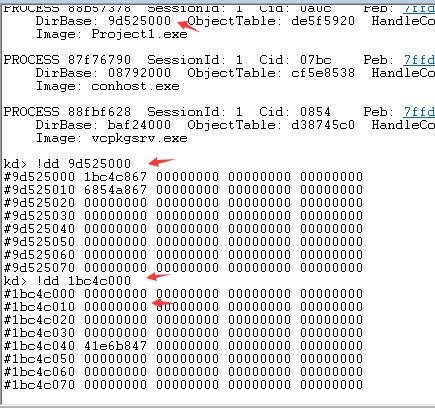 PROCESS 88b57378  SessionId: 1  Cid: 0a0c    Peb: 7ffd
    DirBase: 9d525000  ObjectTable: de5f5920  HandleCo
    Image: Project1.exe
PROCESS 87f76790  SessionId: 1  Cid: 07bc    Peb: 7ffd
    DirBase: 08792000  ObjectTable: cf5e8538  HandleCo
    Image: conhost.exe
PROCESS 88fbf628  SessionId: 1  Cid: 0854    Peb: 7ffd
    DirBase: baf24000  ObjectTable: d38745c0  HandleCo
    Image: vcpkgsrv.exe
kd> !dd 9d525000
#9d525000 1bc4c867 00000000 00000000 00000000
#9d525010 6854a867 00000000 00000000 00000000
#9d525020 00000000 00000000 00000000 00000000
#9d525030 00000000 00000000 00000000 00000000
#9d525040 00000000 00000000 00000000 00000000
#9d525050 00000000 00000000 00000000 00000000
#9d525060 00000000 00000000 00000000 00000000
#9d525070 00000000 00000000 00000000 00000000
kd> !dd 1bc4c000
#1bc4c000 00000000 00000000 00000000 00000000
#1bc4c010 00000000 00000000 00000000 00000000
#1bc4c020 00000000 00000000 00000000 00000000
#1bc4c030 00000000 00000000 00000000 00000000
#1bc4c040 41e6b847 00000000 00000000 00000000
#1bc4c050 00000000 00000000 00000000 00000000
#1bc4c060 00000000 00000000 00000000 00000000
#1bc4c070 00000000 00000000 00000000 00000000